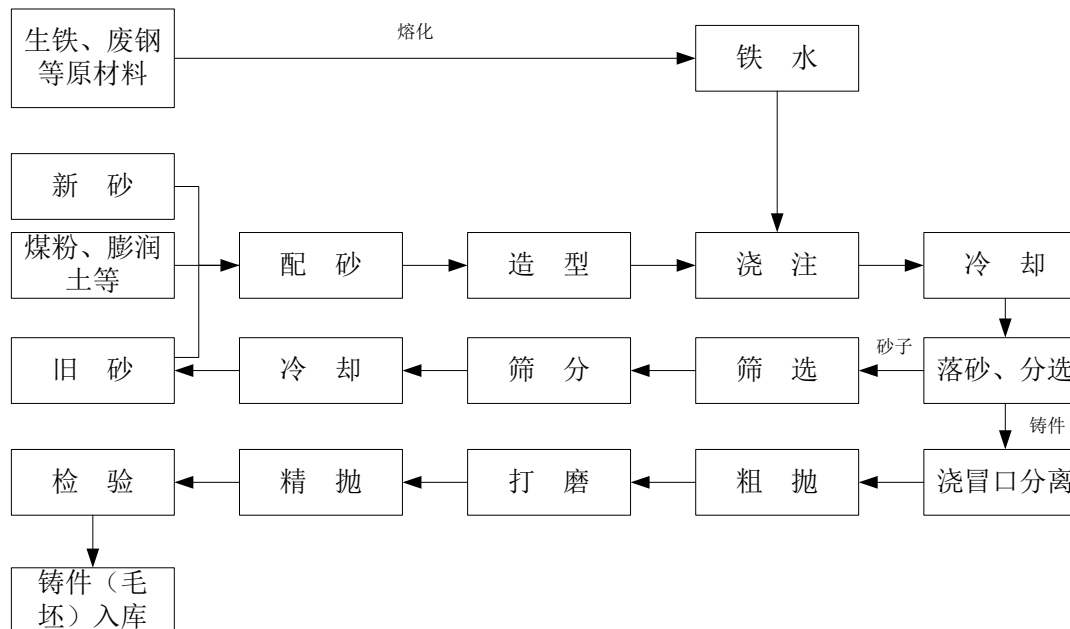 生铁、废钢
等原材料
熔化
铁 水
新 砂
煤粉、膨润
土等
配 砂
造 型
浇 注
冷 却
旧 砂
冷 却
筛 分
筛 选
砂子
落砂、分选
铸件
检 验
精 抛
打 磨
粗 抛
浇冒口分离
铸件（毛
坯）入库